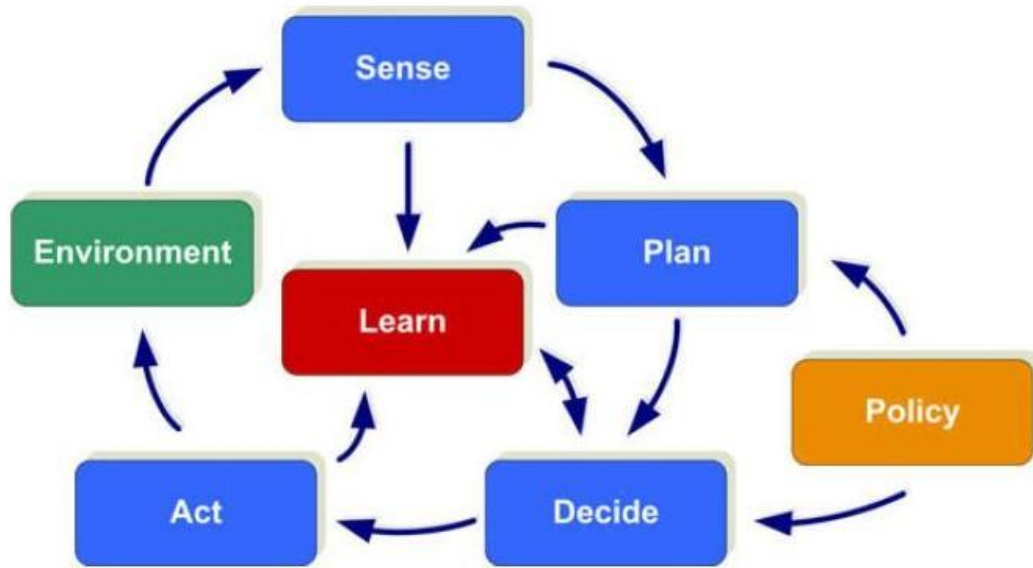 Sense
Environment
Plan
Learn
Policy
Act
Decide